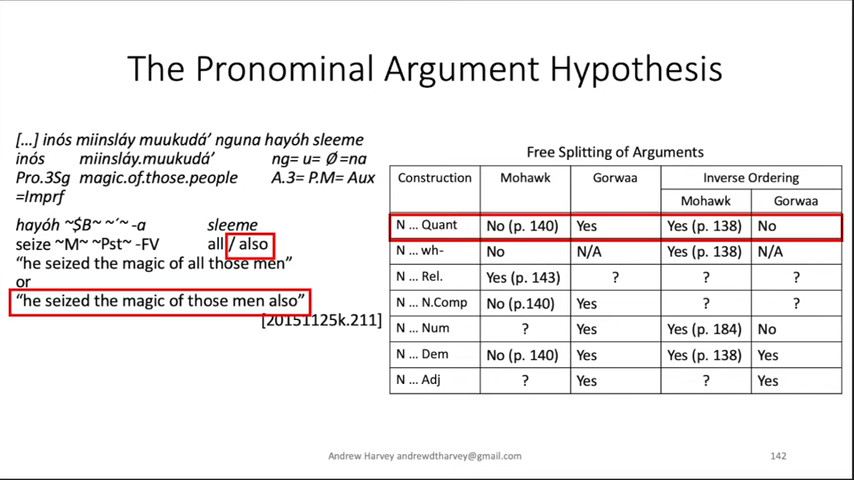 The Pronominal Argument Hypothesis
[...] inós miinsláy muukudá’ nguna hayóh sleeme
inós miinsláy.muukudá’ ng= u= Ø =na
Pro.3Sg magic.of.those.people A.3= P.M= Aux
=Imprf
hayóh ~$B~ ~´~ -a sleeme
seize ~M~ ~Pst~ -FV all / also
“he seized the magic of all those men”
or
“he seized the magic of those men also”
[20151125k.211]
Free Splitting of Arguments
Construction Mohawk Gorwaa Inverse Ordering
Mohawk Gorwaa
N ... Quant No (p. 140) Yes Yes (p. 138) No
N ... wh- No N/A Yes (p. 138) N/A
N ... Rel. Yes (p. 143) ? ? ?
N ... N.Comp No (p.140) Yes ? ?
N ... Num ? Yes Yes (p. 184) No
N ... Dem No (p. 140) Yes Yes (p. 138) Yes
N ... Adj ? Yes ? Yes
Andrew Harvey andrewdtharvey@gmail.com 142